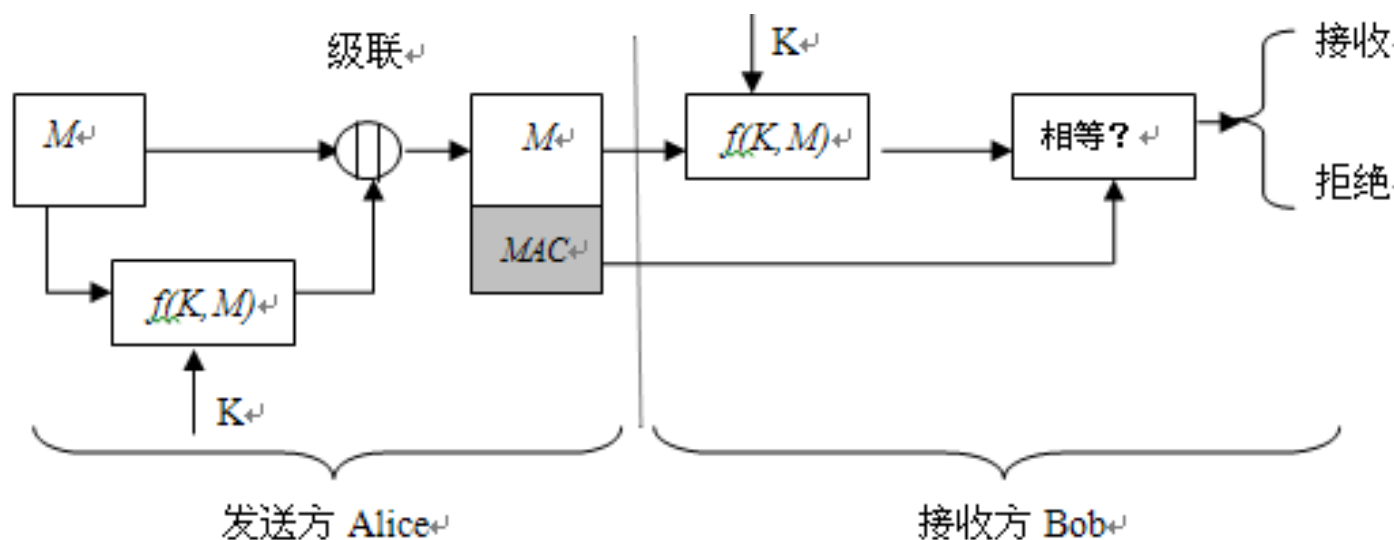 级联
K
接收
M
M
f(K, M)
相等？
拒绝
MAC
f(K, M)
K
发送方 Alice
接收方 Bob